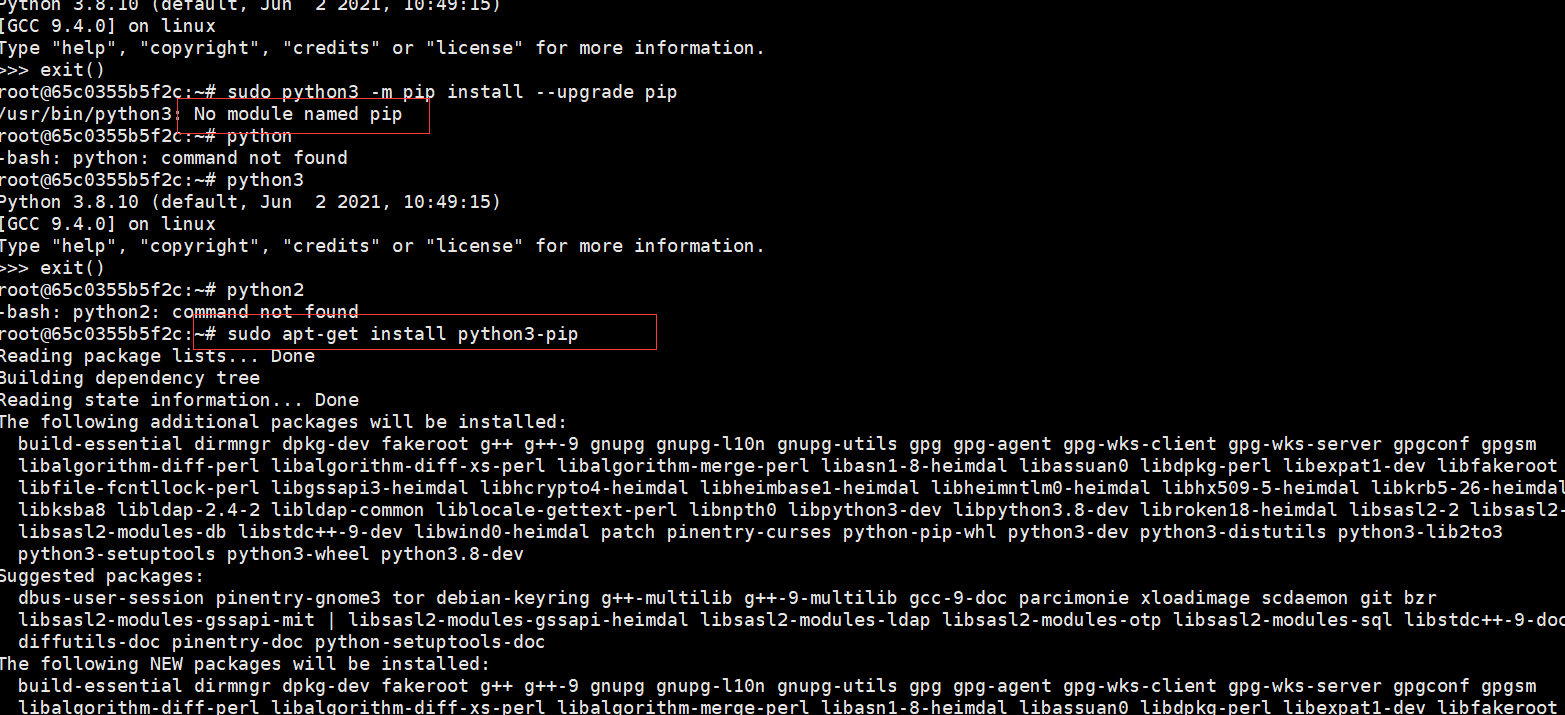 Python 3.8.10 (default, Jun  2 2021, 10:49:15)
[GCC 9.4.0] on linux
Type "help", "copyright", "credits" or "license" for more information.
>>> exit()
root@65c0355b5f2c:~# sudo python3 -m pip install --upgrade pip
/usr/bin/python3: No module named pip
root@65c0355b5f2c:~# python
-bash: python: command not found
root@65c0355b5f2c:~# python3
Python 3.8.10 (default, Jun  2 2021, 10:49:15)
[GCC 9.4.0] on linux
Type "help", "copyright", "credits" or "license" for more information.
>>> exit()
root@65c0355b5f2c:~# python2
-bash: python2: command not found
root@65c0355b5f2c:~# sudo apt-get install python3-pip
Reading package lists... Done
Building dependency tree
Reading state information... Done
The following additional packages will be installed:
  build-essential dirmngr dpkg-dev fakeroot g++ g++-9 gnupg gnupg-l10n gnupg-utils gpg gpg-agent gpg-wks-client gpg-wks-server gpgconf gpgsm
  libalgorithm-diff-perl libalgorithm-diff-xs-perl libalgorithm-merge-perl libasn1-8-heimdal libassuan0 libdpkg-perl libexpat1-dev libfakeroot
  libfile-fcntllock-perl libgssapi3-heimdal libhcrypto4-heimdal libheimbase1-heimdal libheimntlm0-heimdal libhx509-5-heimdal libkrb5-26-heimdal
  libksba8 libldap-2.4-2 libldap-common liblocale-gettext-perl libnpth0 libpython3-dev libpython3.8-dev libroken18-heimdal libsasl2-2 libsasl2-
  libsasl2-modules-db libstdc++-9-dev libwind0-heimdal patch pinentry-curses python-pip-whl python3-dev python3-distutils python3-lib2to3
  python3-setuptools python3-wheel python3.8-dev
Suggested packages:
  dbus-user-session pinentry-gnome3 tor debian-keyring g++-multilib g++-9-multilib gcc-9-doc parcimonie xloadimage scdaemon git bzr
  libsasl2-modules-gssapi-mit | libsasl2-modules-gssapi-heimdal libsasl2-modules-ldap libsasl2-modules-otp libsasl2-modules-sql libstdc++-9-doc
  diffutils-doc pinentry-doc python-setuptools-doc
The following NEW packages will be installed:
  build-essential dirmngr dpkg-dev fakeroot g++ g++-9 gnupg gnupg-l10n gnupg-utils gpg gpg-agent gpg-wks-client gpg-wks-server gpgconf gpgsm
  libalgorithm-diff-perl libalgorithm-diff-xs-perl libalgorithm-merge-perl libasn1-8-heimdal libassuan0 libdpkg-perl libexpat1-dev libfakeroot